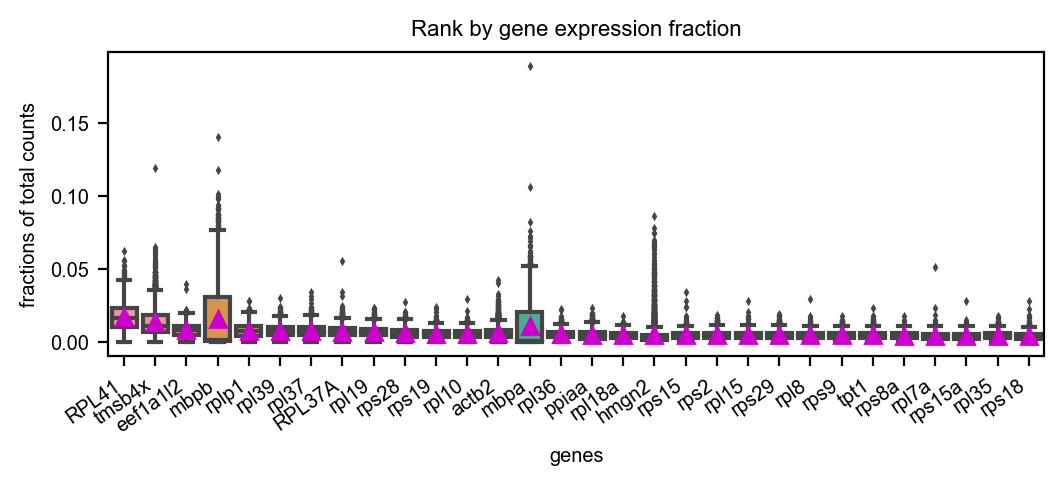 Rank by gene expression fraction
fractions of total counts
0.15
0.10
0.05
0.00
RPL41
tmsb4x
eef1a1l2
mbpb
rplp1
rpl39
rpl37
RPL37A
rpl19
rps28
rps19
rpl10
actb2
mbpa
rpl36
ppiaa
rpl18a
hmgn2
rps15
rps2
rpl15
rps29
rpl8
rps9
tpt1
rps8a
rpl7a
rps15a
rpl35
rps18
genes